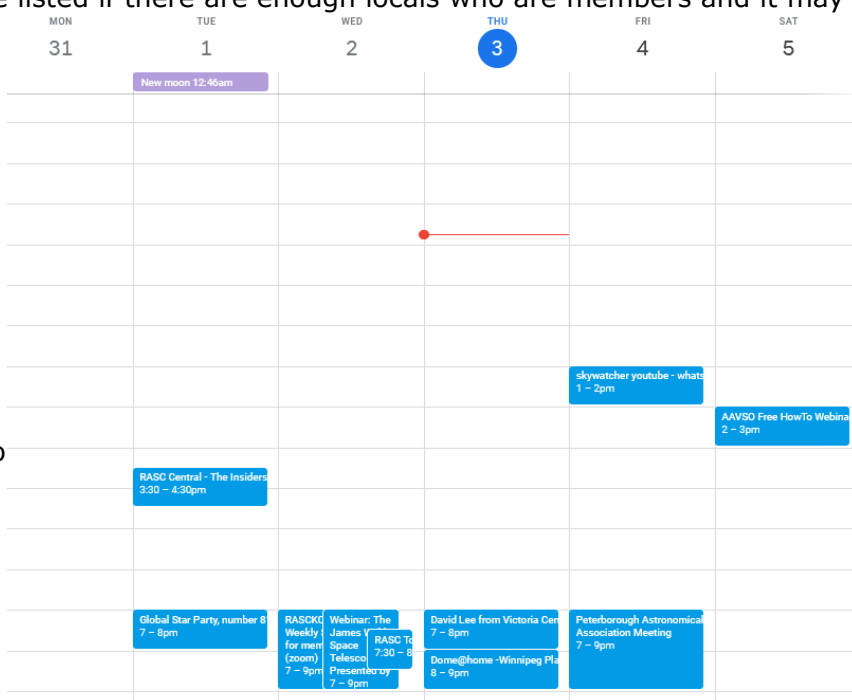 listed if there are enough locals who are members and it may
MON TUE WED THU FRI SAT
31 1 2 3 4 5
New moon 12:46am
skywatcher youtube - whats
1 – 2pm
AAVSO Free HowTo Webina
2 – 3pm
RASC Central - The Insiders
3:30 – 4:30pm
Global Star Party, number 8
7 – 8pm
RASCKC
Weekly
for mem
(zoom)
7 – 9pm
Webinar: The
James
Space
Telesco
Presented by
7 – 9pm
RASC To
7:30 – 8
David Lee from Victoria Cen
7 – 8pm
Dome@home -Winnipeg Pla
8 – 9pm
Peterborough Astronomical
Association Meeting
7 – 9pm